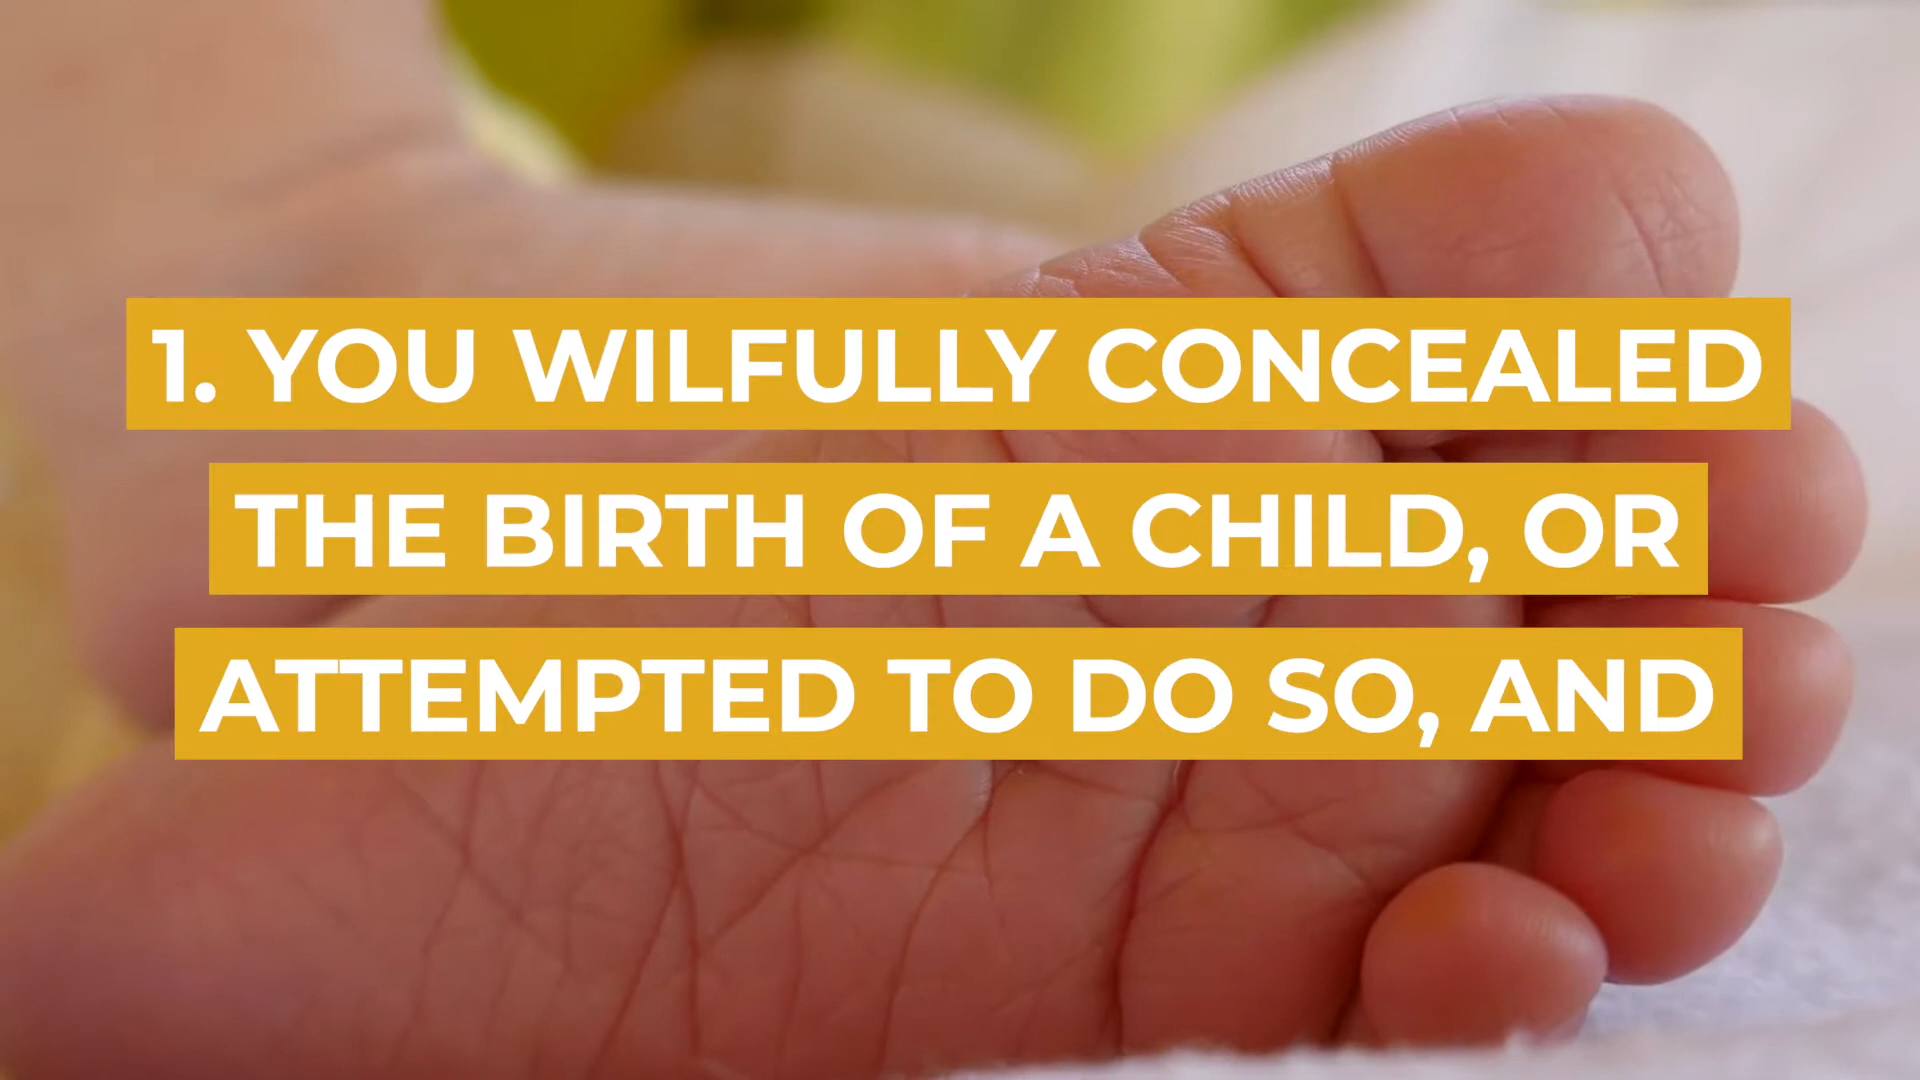 1. YOU WILFULLY CONCEALED
THE BIRTH OF A CHILD, OR
ATTEMPTED TO DO SO, AND